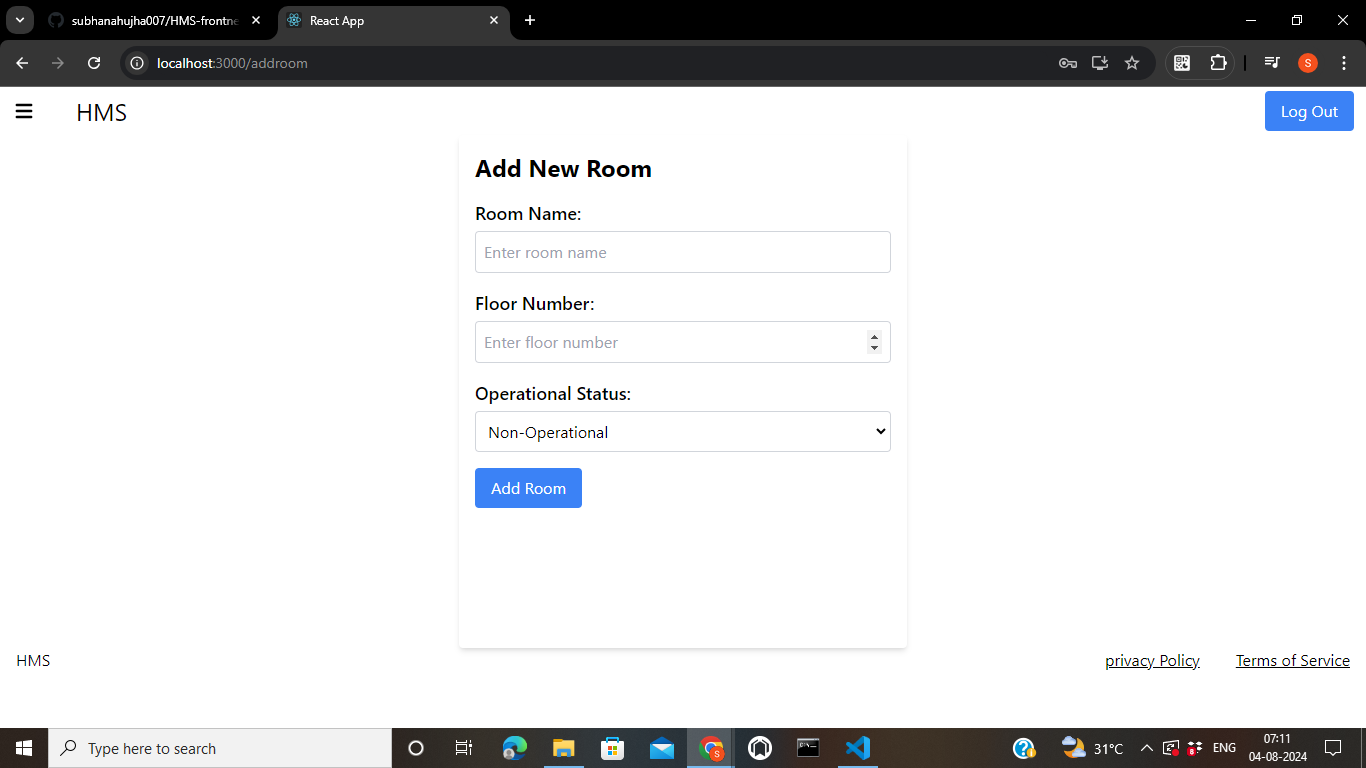 subhanahujha007/HMS-frontne
React App
localhost:3000/addroom
S
HMS
Log Out
Add New Room
Room Name:
Enter room name
Floor Number:
Enter floor number
Operational Status:
Non-Operational
Add Room
HMS
privacy Policy
Terms of Service
Type here to search
S
31°C
8
ENG
07:11
04-08-2024